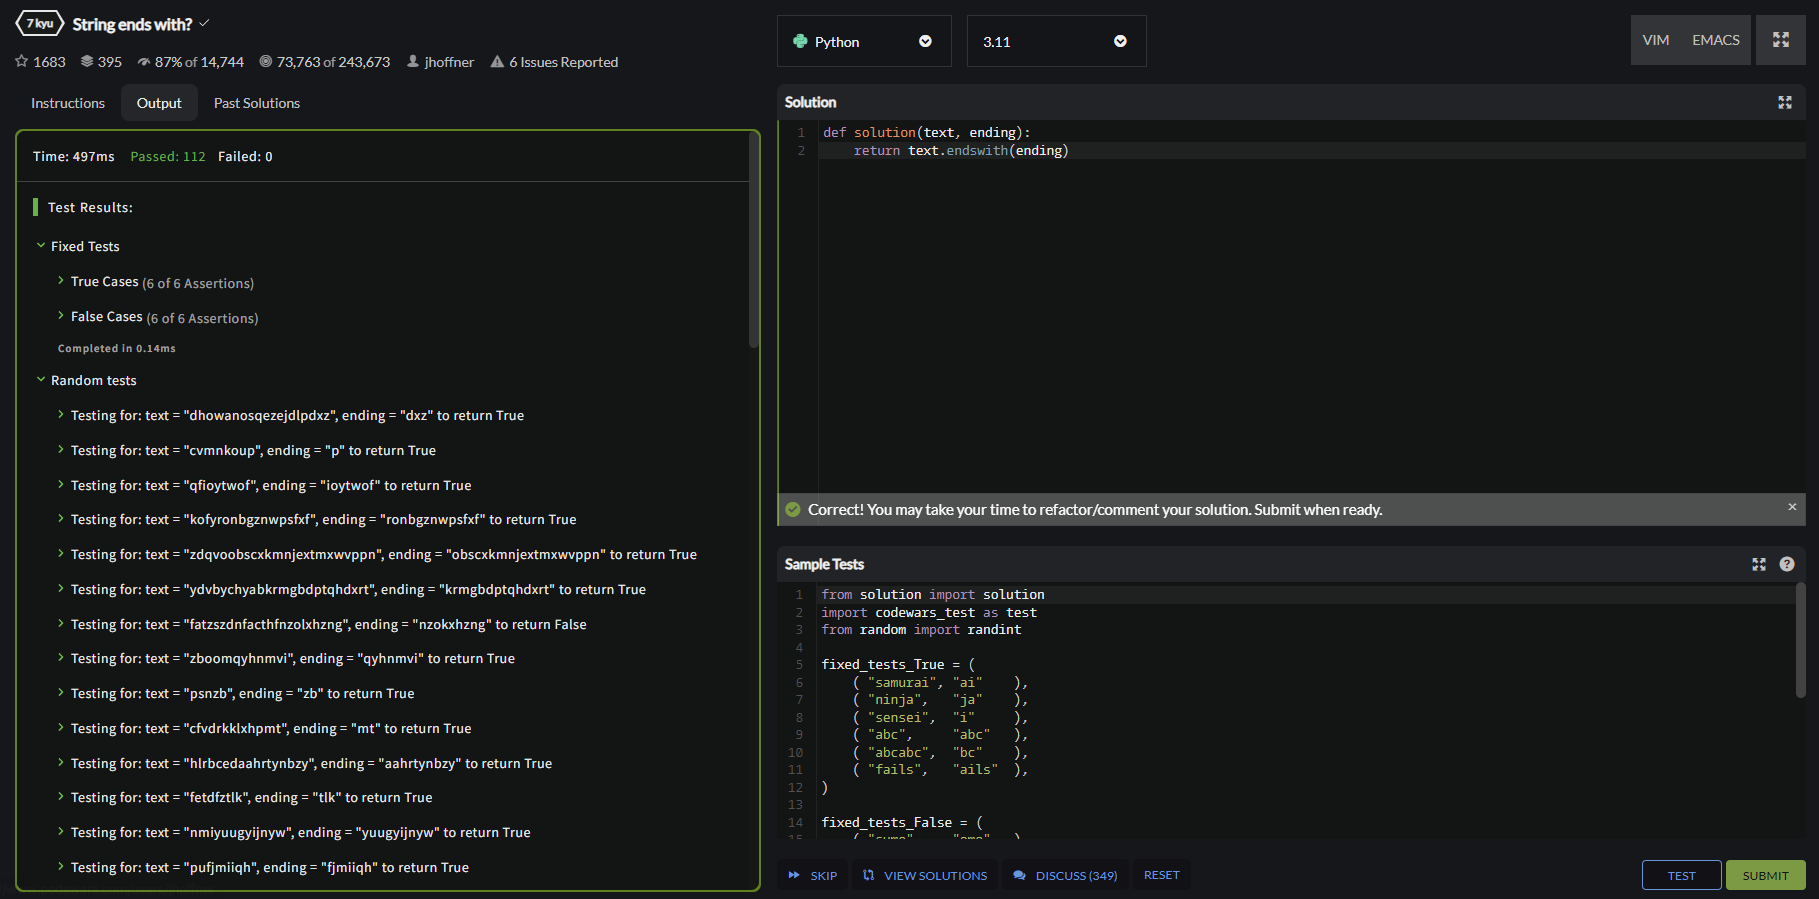 7 kyu String ends with?
1683 395 87% of 14,744 73,763 of 243,673 jhoffner 6 Issues Reported
Instructions Output Past Solutions
Time: 497ms Passed: 112 Failed: 0
Test Results:
Fixed Tests
True Cases (6 of 6 Assertions)
False Cases (6 of 6 Assertions)
Completed in 0.14ms
Random tests
Testing for: text = "dhowanosqezejdlpdxz", ending = "dxz" to return True
Testing for: text = "cvmnkoup", ending = "p" to return True
Testing for: text = "qfioytwof", ending = "ioytwof" to return True
Testing for: text = "kofyronbgznwpsfxf", ending = "ronbgznwpsfxf" to return True
Testing for: text = "zdqvoobscxkmnjextmxwvppn", ending = "obscxkmnjextmxwvppn" to return True
Testing for: text = "ydvbychyabkrmgbdptqhdxrt", ending = "krmgbdptqhdxrt" to return True
Testing for: text = "fatzszdnfacthfnzolxhzng", ending = "nzokxhzng" to return False
Testing for: text = "zboomqyhnmvi", ending = "qyhnmvi" to return True
Testing for: text = "psnzb", ending = "zb" to return True
Testing for: text = "cfvdrkklxhpmt", ending = "mt" to return True
Testing for: text = "hlrbcedaahrtynbzy", ending = "aahrtynbzy" to return True
Testing for: text = "fetdfztlk", ending = "tlk" to return True
Testing for: text = "nmiyuugyijnyw", ending = "yuugyijnyw" to return True
Testing for: text = "pufjmiiqh", ending = "fjmiiqh" to return True
Python 3.11 VIM EMACS
Solution
1 def solution(text, ending):
2 return text.endswith(ending)
Correct! You may take your time to refactor/comment your solution. Submit when ready. ×
Sample Tests ?
1 from solution import solution
2 import codewars_test as test
3 from random import randint
4
5 fixed_tests_True = (
6 ( "samurai", "ai" ),
7 ( "ninja", "ja" ),
8 ( "sensei", "i" ),
9 ( "abc", "abc" ),
10 ( "abcabc", "bc" ),
11 ( "fails", "ails" ),
12 )
13
14 fixed_tests_False = (
15 ( "sumo", "omo" ),
SKIP VIEW SOLUTIONS DISCUSS (349) RESET TEST SUBMIT